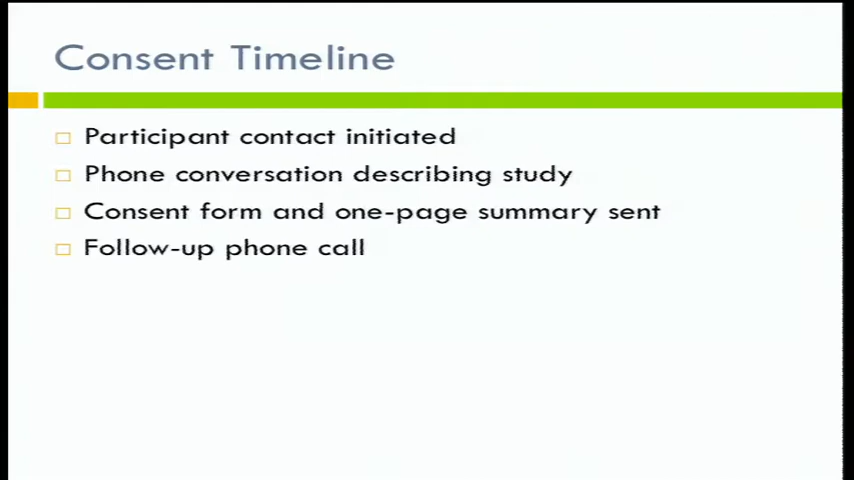 Consent Timeline
Participant contact initiated
Phone conversation describing study
Consent form and one-page summary sent
Follow-up phone call